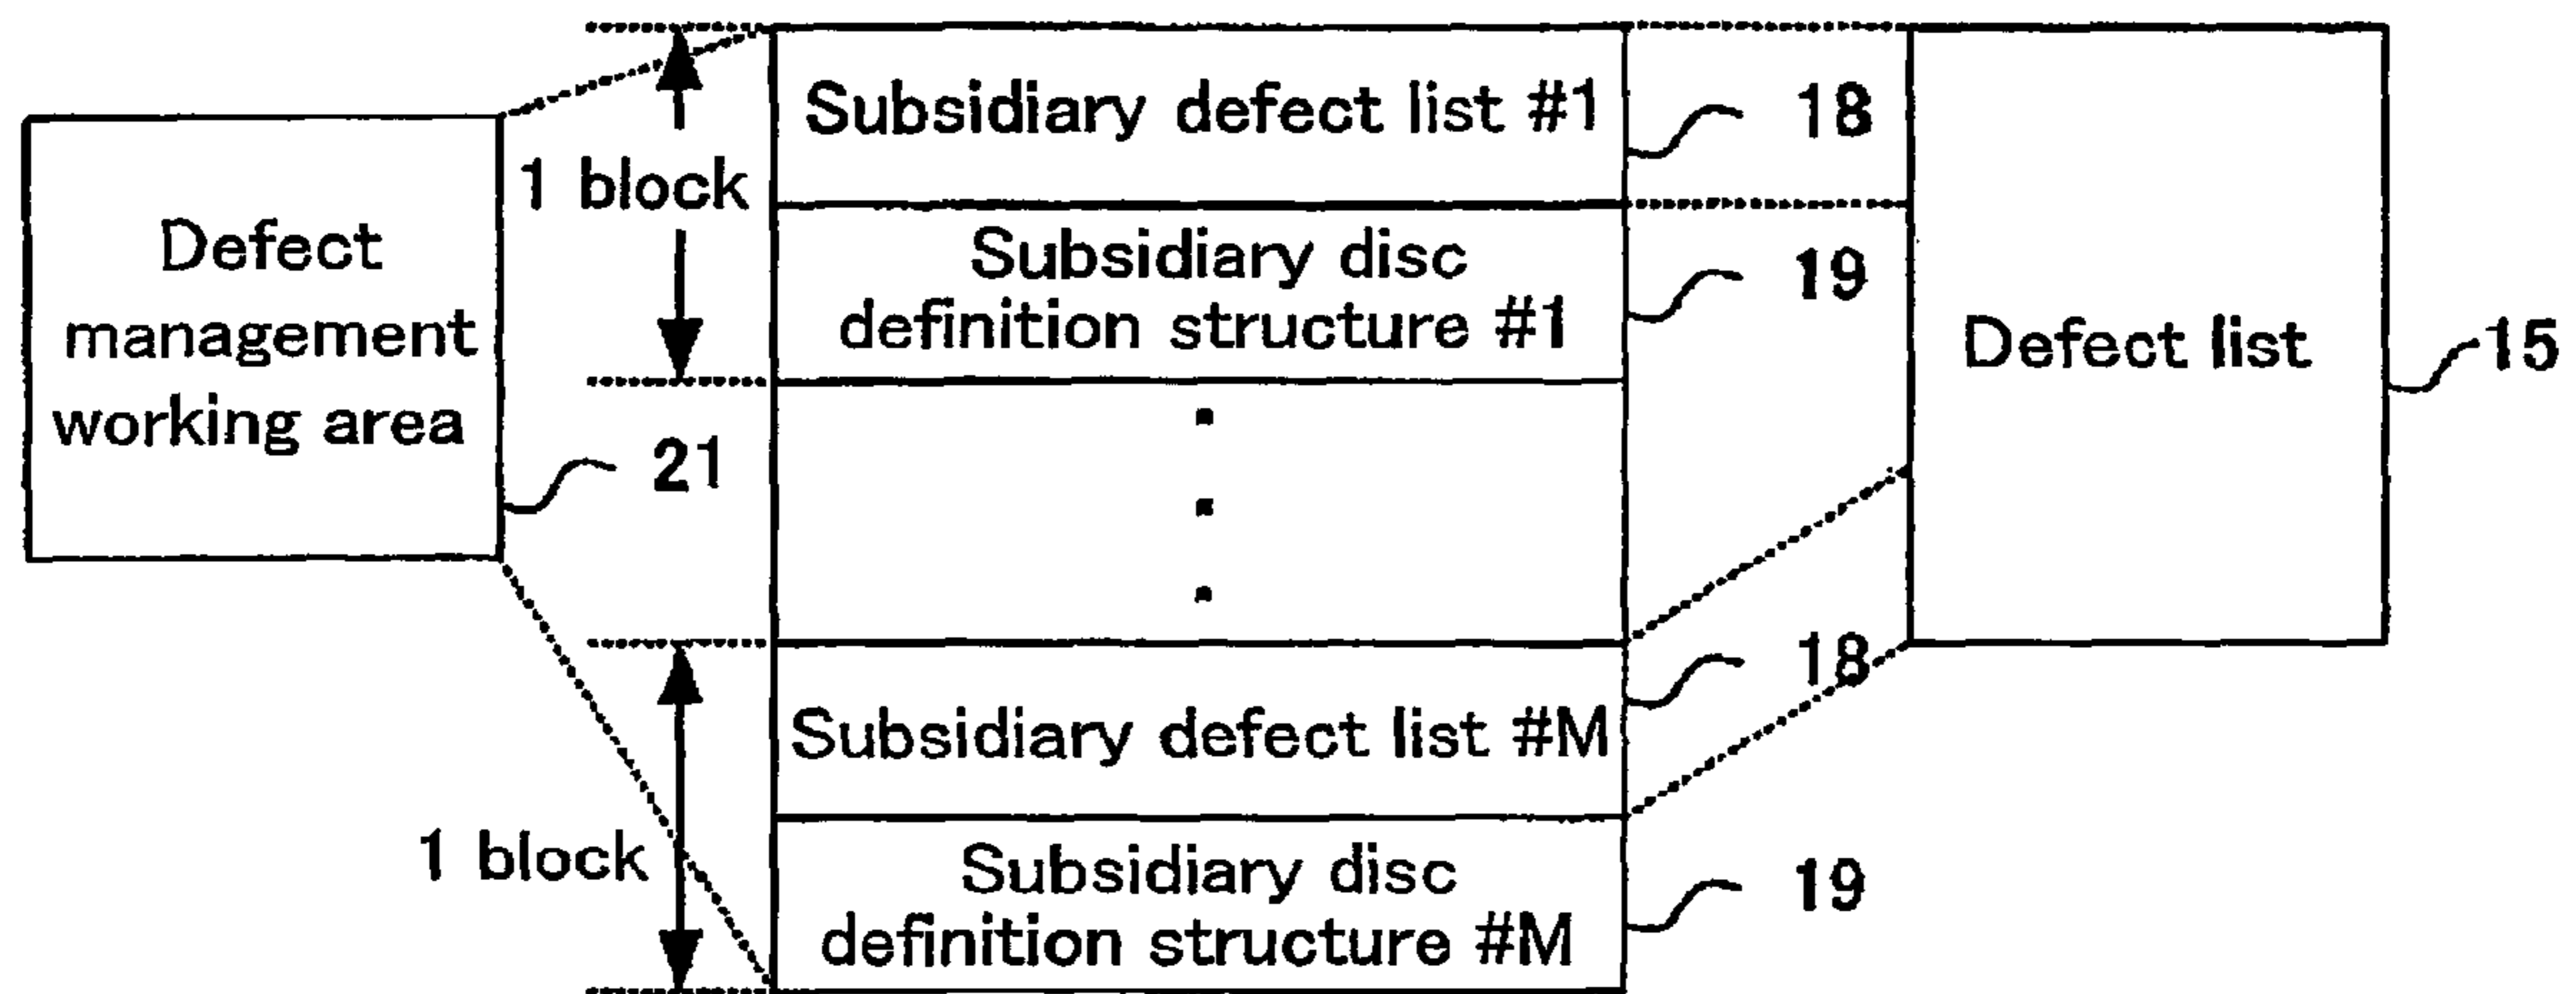 Defect
management
working area
21
1 block
Subsidiary defect list #1
18
Subsidiary disc
definition structure #1
19
.
.
.
1 block
Subsidiary defect list #M
18
Subsidiary disc
definition structure #M
19
Defect list
15